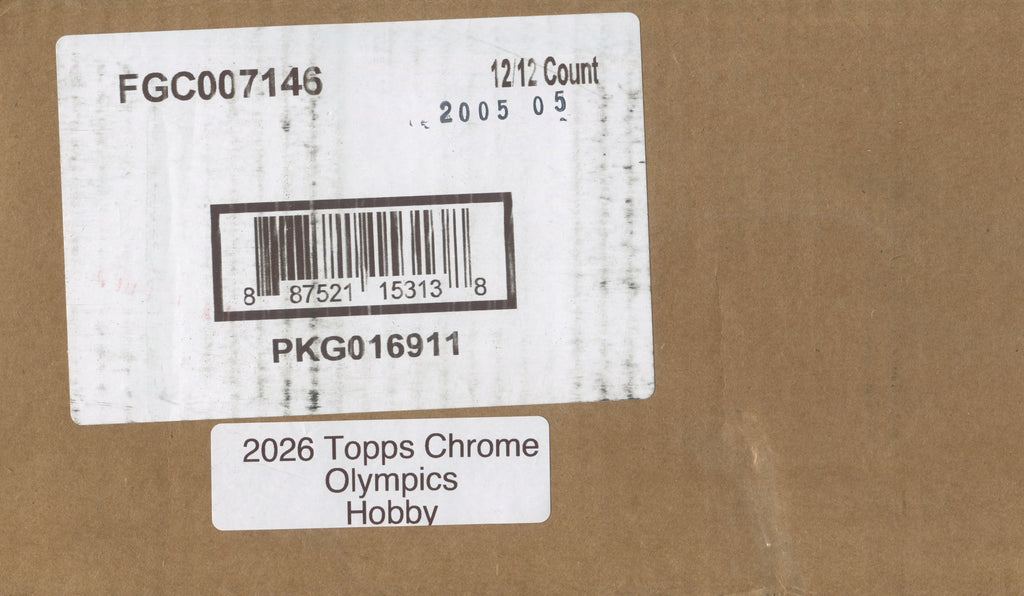 FGC007146
12/12 Count
2005 05
8 87521 15313 8
PKG016911
2026 Topps Chrome
Olympics
Hobby